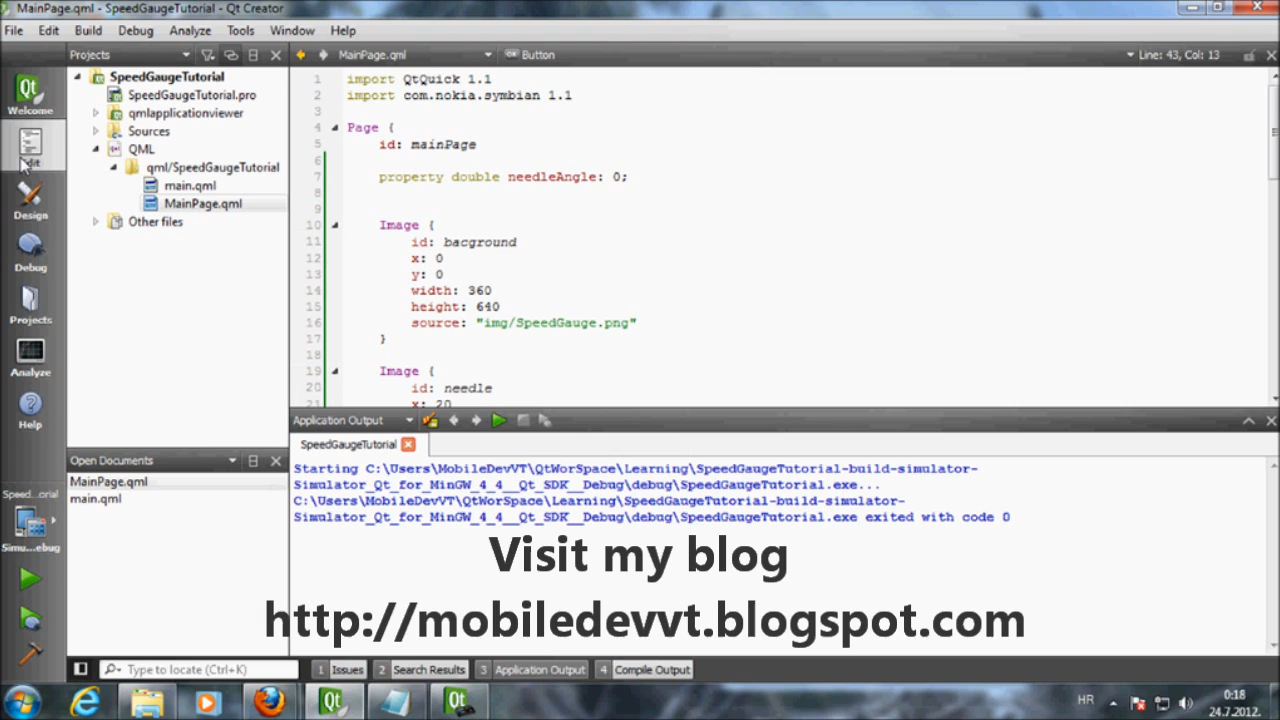 MainPage.qml - SpeedGaugeTutorial - Qt Creator
File Edit Build Debug Analyze Tools Window Help
Projects MainPage.qml Button Line: 43, Col: 13
Qt
Welcome
Edit
Design
Debug
Projects
Analyze
Help
SpeedGaugeTutorial
SpeedGaugeTutorial.pro
qmlapplicationviewer
Sources
QML
qml/SpeedGaugeTutorial
main.qml
MainPage.qml
Other files
1 import QtQuick 1.1
2 import com.nokia.symbian 1.1
3
4 Page {
5 id: mainPage
6
7 property double needleAngle: 0;
8
9
10 Image {
11 id: bacground
12 x: 0
13 y: 0
14 width: 360
15 height: 640
16 source: "img/SpeedGauge.png"
17 }
18
19 Image {
20 id: needle
21 x: 20
Open Documents
MainPage.qml
main.qml
Speed...orial
Simu...ebug
Application Output
SpeedGaugeTutorial
Starting C:\Users\MobileDevVT\QtWorSpace\Learning\SpeedGaugeTutorial-build-simulator-
Simulator_Qt_for_MinGW_4_4__Qt_SDK__Debug\debug\SpeedGaugeTutorial.exe...
C:\Users\MobileDevVT\QtWorSpace\Learning\SpeedGaugeTutorial-build-simulator-
Simulator_Qt_for_MinGW_4_4__Qt_SDK__Debug\debug\SpeedGaugeTutorial.exe exited with code 0
Visit my blog
http://mobiledevvt.blogspot.com
Type to locate (Ctrl+K) 1 Issues 2 Search Results 3 Application Output 4 Compile Output
Qt Qt HR 0:18
24.7.2012.